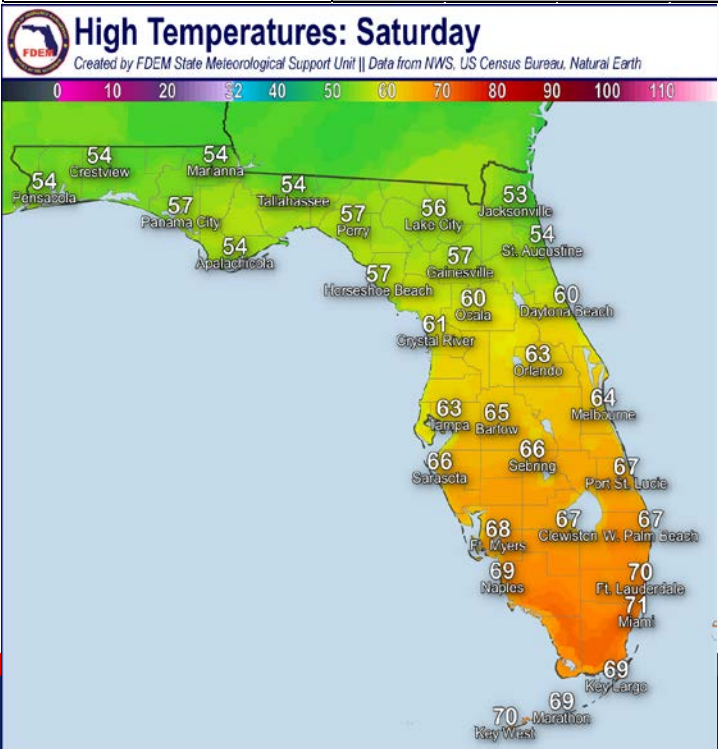 FDEM
High Temperatures: Saturday
Created by FDEM State Meteorological Support Unit || Data from NWS, US Census Bureau, Natural Earth
0 10 20 32 40 50 60 70 80 90 100 110
54
Crestview
54
Marianna
54
Pensacola
54
Tallahassee
57
Panama City
57
Perry
56
Lake City
53
Jacksonville
54
Apalachicola
54
St. Augustine
57
Gainesville
57
Horseshoe Beach
60
Ocala
60
Daytona Beach
61
Crystal River
63
Orlando
64
Melbourne
63
Tampa
65
Bartow
66
Sebring
66
Sarasota
67
Port St. Lucie
68
Ft. Myers
67
Clewiston
67
W. Palm Beach
69
Naples
70
Ft. Lauderdale
71
Miami
69
Key Largo
69
Marathon
70
Key West